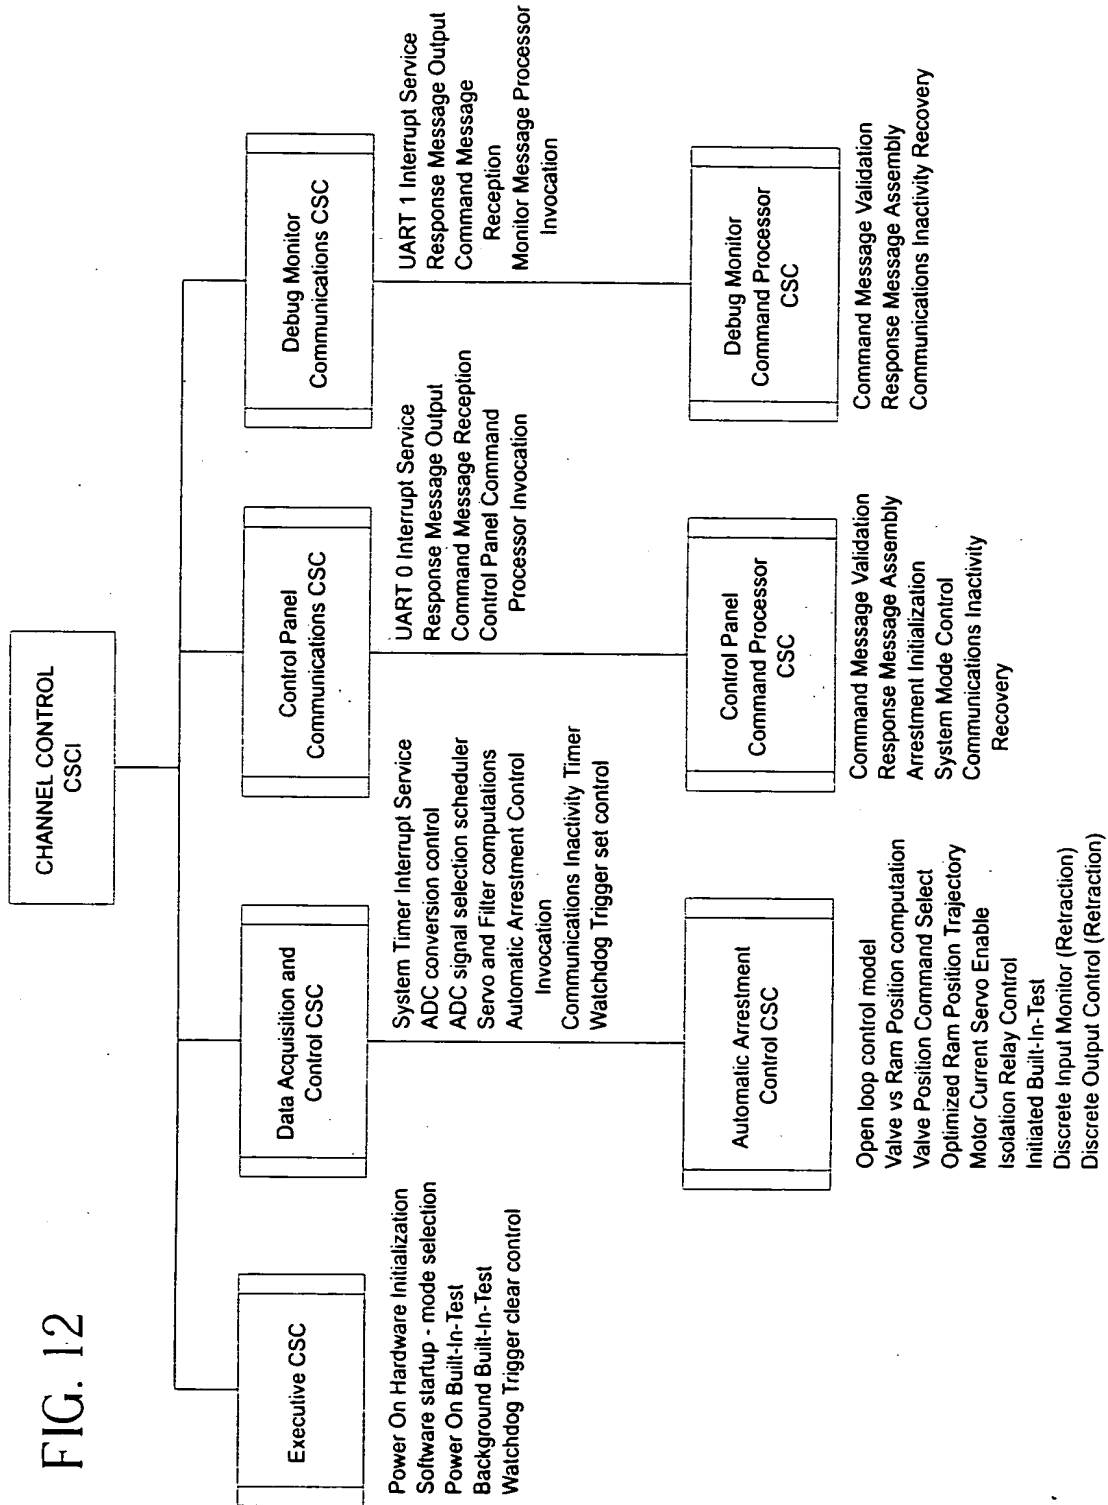 FIG. 12
CHANNEL CONTROL
CSCI
Executive CSC
Power On Hardware Initialization
Software startup - mode selection
Power On Built-In-Test
Background Built-In-Test
Watchdog Trigger clear control
Data Acquisition and
Control CSC
System Timer Interrupt Service
ADC conversion control
ADC signal selection scheduler
Servo and Filter computations
Automatic Arrestment Control
Invocation
Communications Inactivity Timer
Watchdog Trigger set control
Control Panel
Communications CSC
UART 0 Interrupt Service
Response Message Output
Command Message Reception
Control Panel Command
Processor Invocation
Debug Monitor
Communications CSC
UART 1 Interrupt Service
Response Message Output
Command Message
Reception
Monitor Message Processor
Invocation
Automatic Arrestment
Control CSC
Open loop control model
Valve vs Ram Position computation
Valve Position Command Select
Optimized Ram Position Trajectory
Motor Current Servo Enable
Isolation Relay Control
Initiated Built-In-Test
Discrete Input Monitor (Retraction)
Discrete Output Control (Retraction)
Control Panel
Command Processor
CSC
Command Message Validation
Response Message Assembly
Arrestment Initialization
System Mode Control
Communications Inactivity
Recovery
Debug Monitor
Command Processor
CSC
Command Message Validation
Response Message Assembly
Communications Inactivity Recovery